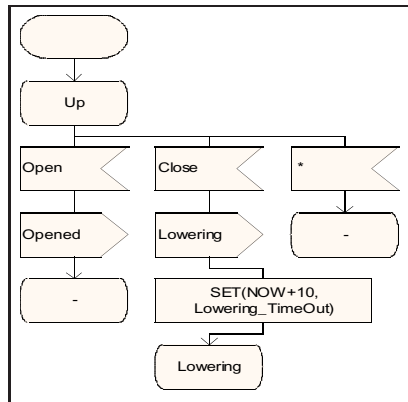 Up
Open
Close
*
Opened
Lowering
-
-
SET(NOW+10,
Lowering_TimeOut)
Lowering